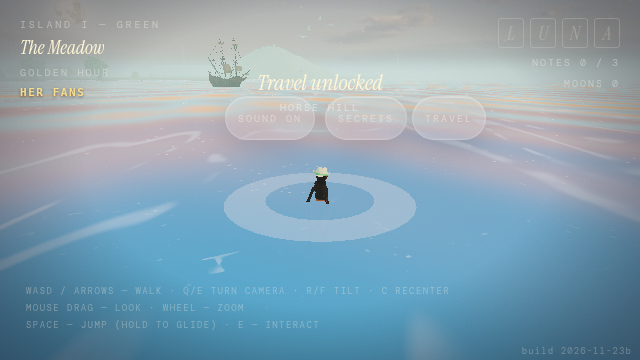 ISLAND I — GREEN
The Meadow
GOLDEN HOUR
HER FANS
L U N A
NOTES 0 / 3
MOONS 0
Travel unlocked
HORSE HILL
SOUND ON
SECRETS
TRAVEL
WASD / ARROWS — WALK · Q/E TURN CAMERA · R/F TILT · C RECENTER
MOUSE DRAG — LOOK · WHEEL — ZOOM
SPACE — JUMP (HOLD TO GLIDE) · E — INTERACT
build 2026-11-23b